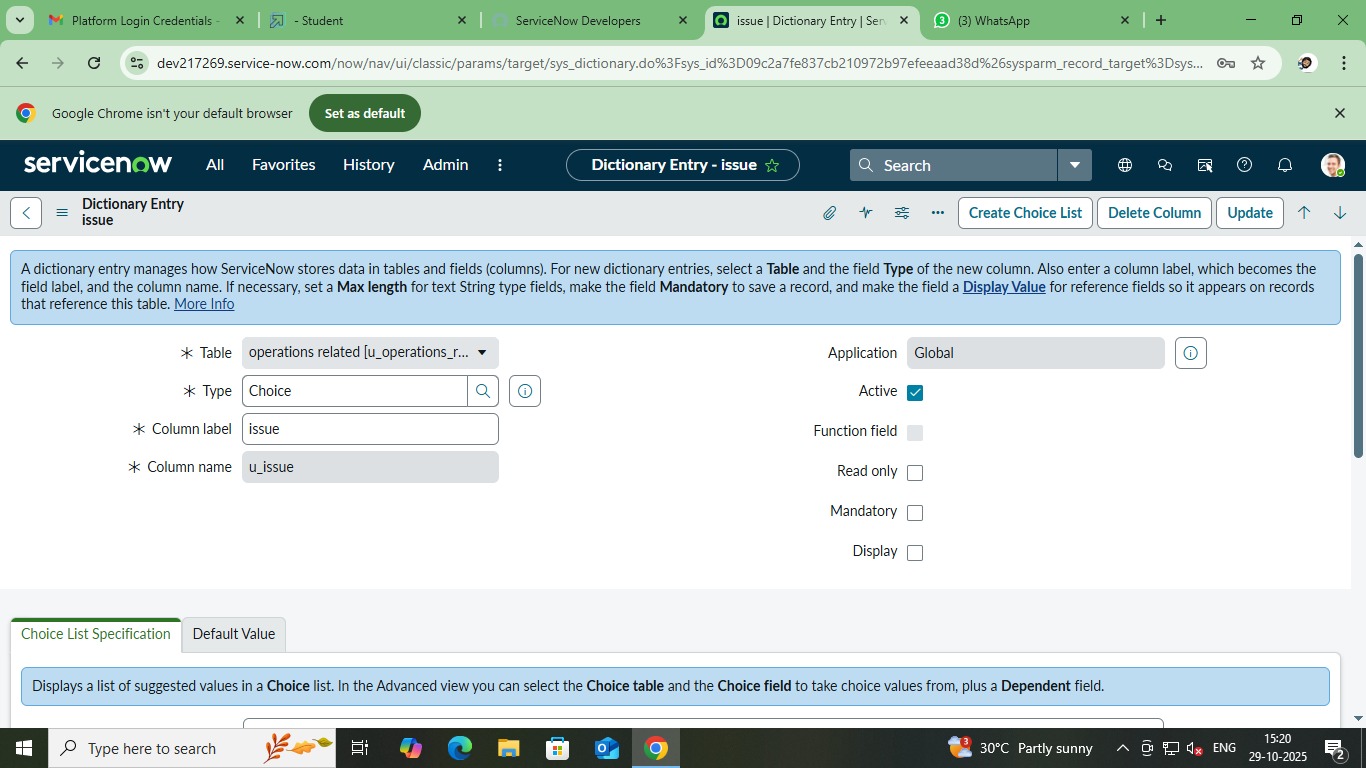 Platform Login Credentials -
- Student
ServiceNow Developers
issue | Dictionary Entry | Ser
3 (3) WhatsApp
dev217269.service-now.com/now/nav/ui/classic/params/target/sys_dictionary.do%3Fsys_id%3D09c2a7fe837cb210972b97efeeaad38d%26sysparm_record_target%3Dsys...
Google Chrome isn't your default browser
Set as default
servicenow
All
Favorites
History
Admin
Dictionary Entry - issue
Search
Dictionary Entry
issue
Create Choice List
Delete Column
Update
A dictionary entry manages how ServiceNow stores data in tables and fields (columns). For new dictionary entries, select a Table and the field Type of the new column. Also enter a column label, which becomes the
field label, and the column name. If necessary, set a Max length for text String type fields, make the field Mandatory to save a record, and make the field a Display Value for reference fields so it appears on records
that reference this table. More Info
Table operations related [u_operations_r...
Type Choice
Column label issue
Column name u_issue
Application Global
Active
Function field
Read only
Mandatory
Display
Choice List Specification
Default Value
Displays a list of suggested values in a Choice list. In the Advanced view you can select the Choice table and the Choice field to take choice values from, plus a Dependent field.
Type here to search
3
30°C Partly sunny
ENG
15:20
29-10-2025
2